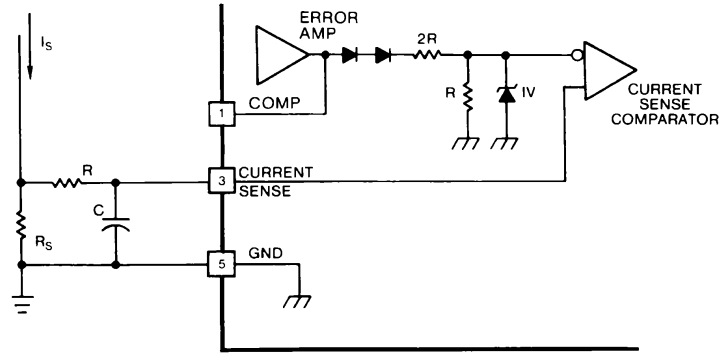 I_S
ERROR
AMP
2R
1
COMP
R
1V
CURRENT
SENSE
COMPARATOR
R
3
CURRENT
SENSE
C
R_S
5
GND